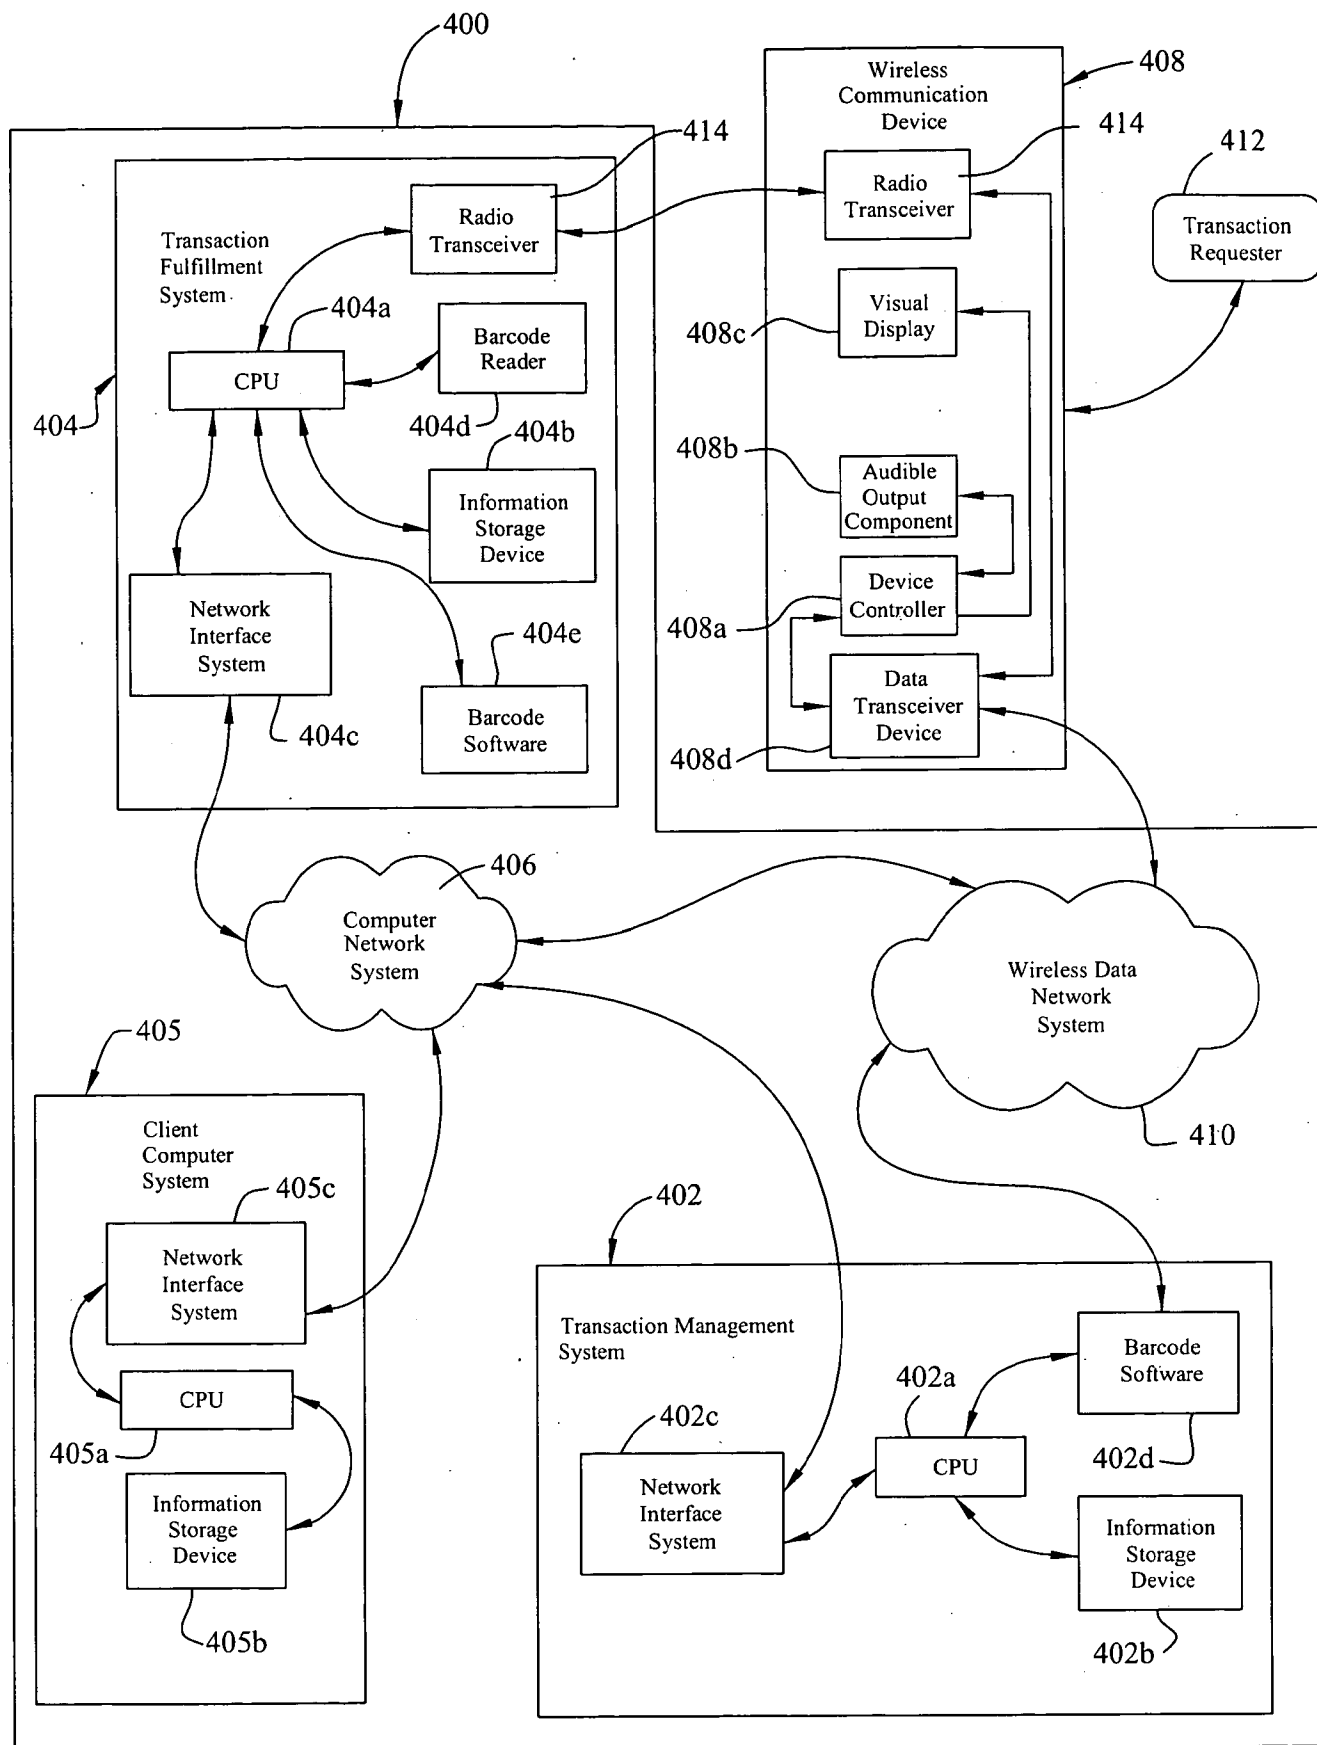 400
414
Transaction
Fulfillment
System
Radio
Transceiver
404a
CPU
Barcode
Reader
404d
404
404b
Information
Storage
Device
Network
Interface
System
404c
404e
Barcode
Software
Wireless
Communication
Device
408
414
Radio
Transceiver
412
Transaction
Requester
Visual
Display
408c
408b
Audible
Output
Component
Device
Controller
408a
Data
Transceiver
Device
408d
406
Computer
Network
System
Wireless Data
Network
System
410
405
Client
Computer
System
405c
Network
Interface
System
CPU
405a
Information
Storage
Device
405b
402
Transaction Management
System
402c
Network
Interface
System
402a
CPU
Barcode
Software
402d
Information
Storage
Device
402b